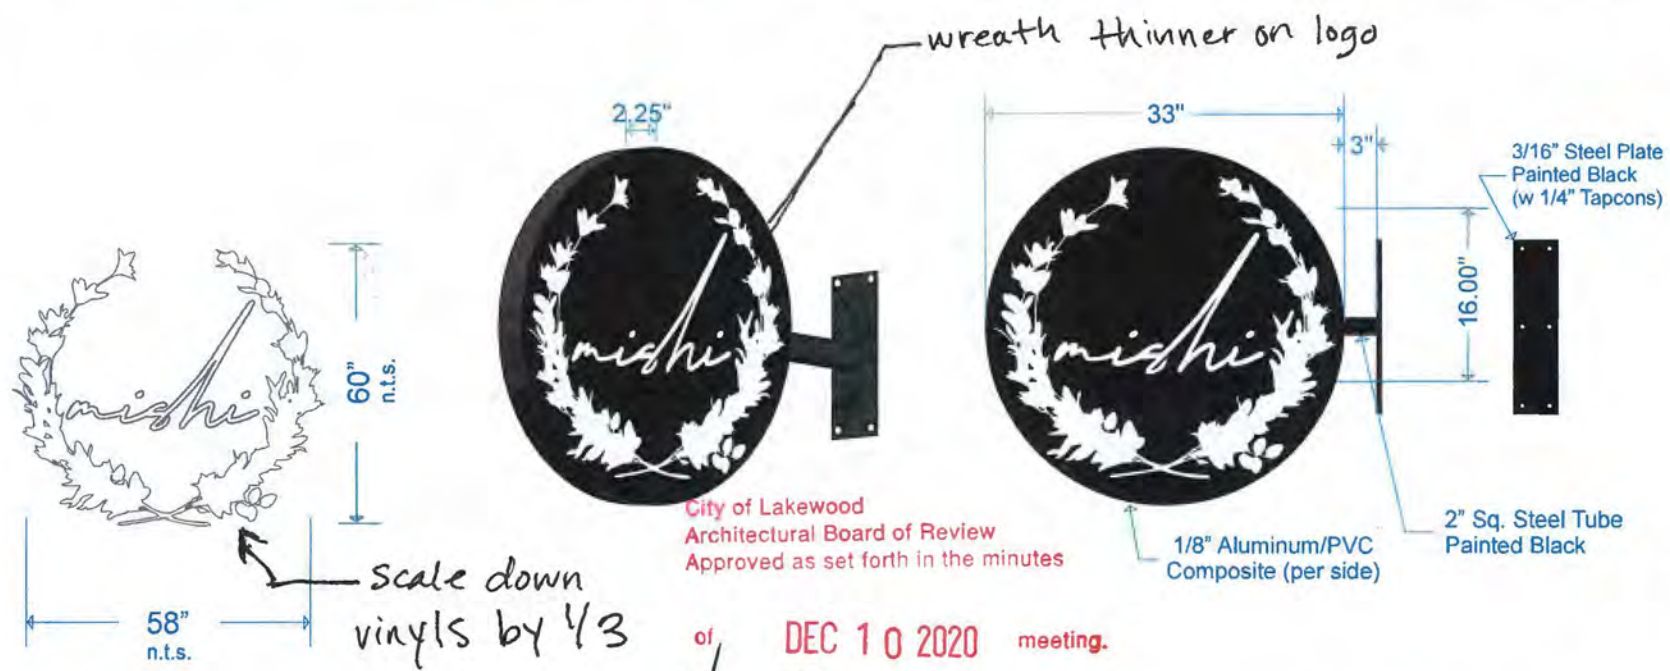 wreath thinner on logo
2.25"
33"
3"
3/16" Steel Plate
Painted Black
(w 1/4" Tapcons)
16.00"
mishi
mishi
mishi
60"
n.t.s.
58"
n.t.s.
scale down
vinyls by 1/3
City of Lakewood
Architectural Board of Review
Approved as set forth in the minutes
of DEC 10 2020 meeting.
1/8" Aluminum/PVC
Composite (per side)
2" Sq. Steel Tube
Painted Black